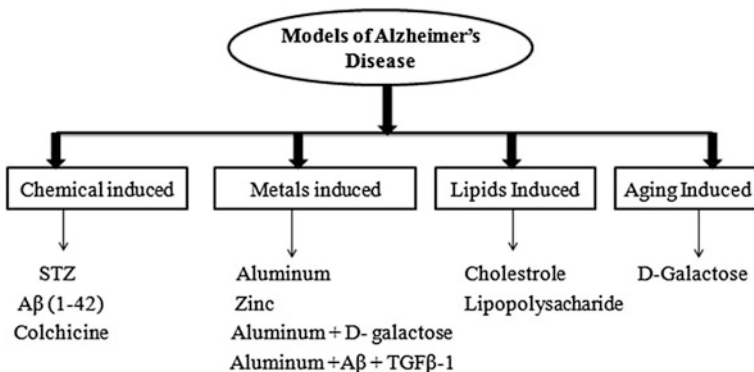 Models of Alzheimer's
Disease
Chemical induced
Metals induced
Lipids Induced
Aging Induced
STZ
Aβ (1-42)
Colchicine
Aluminum
Zinc
Aluminum + D- galactose
Aluminum +Aβ + TGFβ-1
Cholestrole
Lipopolysacharide
D-Galactose